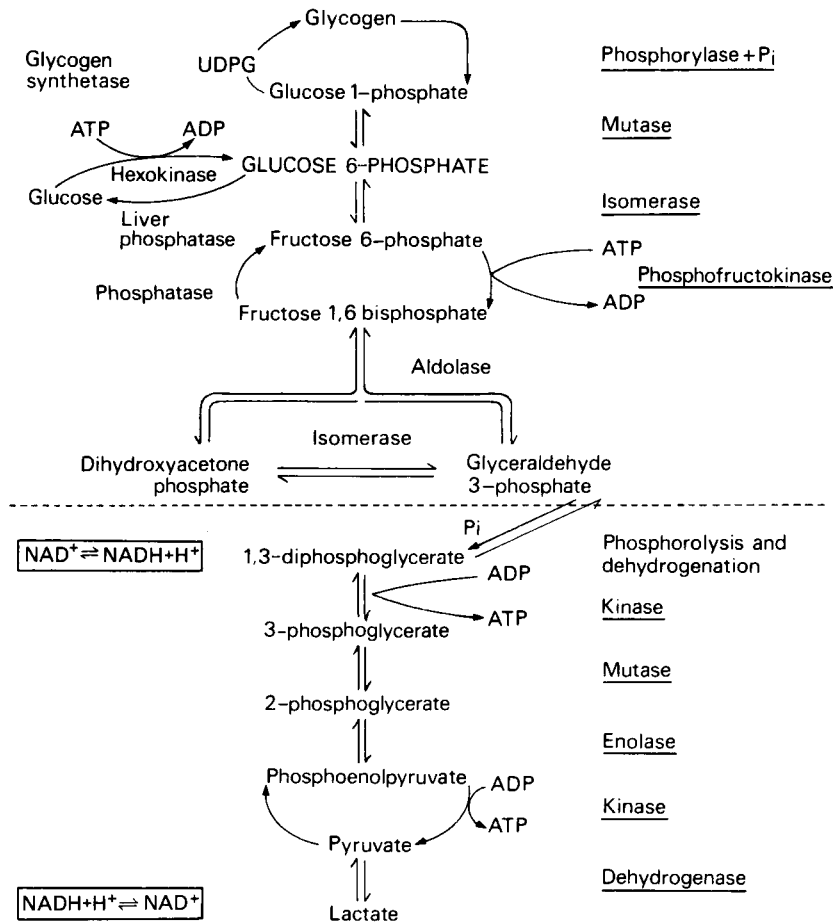 Glycogen
Glycogen
synthetase
UDPG
Phosphorylase + Pi
Glucose 1–phosphate
ATP
ADP
Mutase
Hexokinase
GLUCOSE 6–PHOSPHATE
Glucose
Liver
phosphatase
Isomerase
Fructose 6–phosphate
ATP
Phosphatase
Phosphofructokinase
ADP
Fructose 1,6 bisphosphate
Aldolase
Isomerase
Dihydroxyacetone
phosphate
Glyceraldehyde
3–phosphate
Pi
NAD⁺ ⇌ NADH+H⁺
1,3–diphosphoglycerate
Phosphorolysis and
dehydrogenation
ADP
ATP
Kinase
3–phosphoglycerate
Mutase
2–phosphoglycerate
Enolase
Phosphoenolpyruvate
ADP
ATP
Kinase
Pyruvate
Dehydrogenase
NADH+H⁺ ⇌ NAD⁺
Lactate